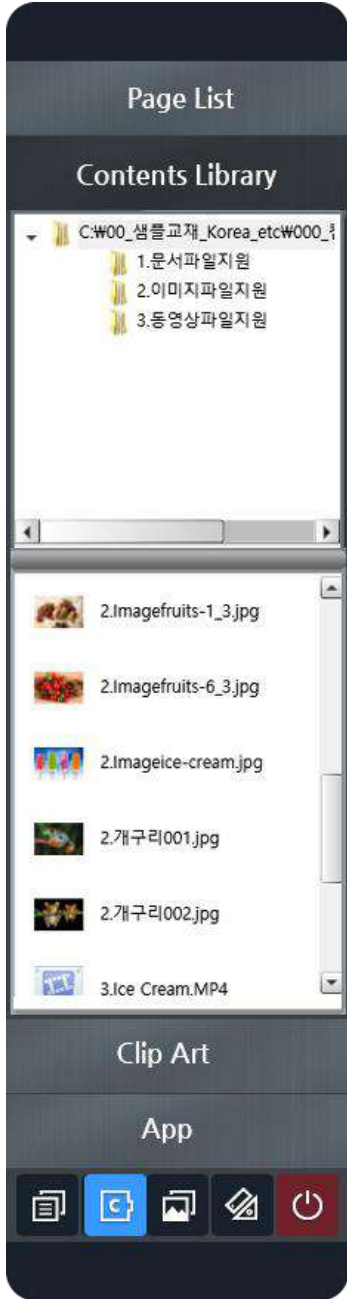 Page List
Contents Library
C:₩00_샘플교재_Korea_etc₩000_
1.문서파일지원
2.이미지파일지원
3.동영상파일지원
2.Imagefruits-1_3.jpg
2.Imagefruits-6_3.jpg
2.Imageice-cream.jpg
2.개구리001.jpg
2.개구리002.jpg
3.Ice Cream.MP4
Clip Art
App
C